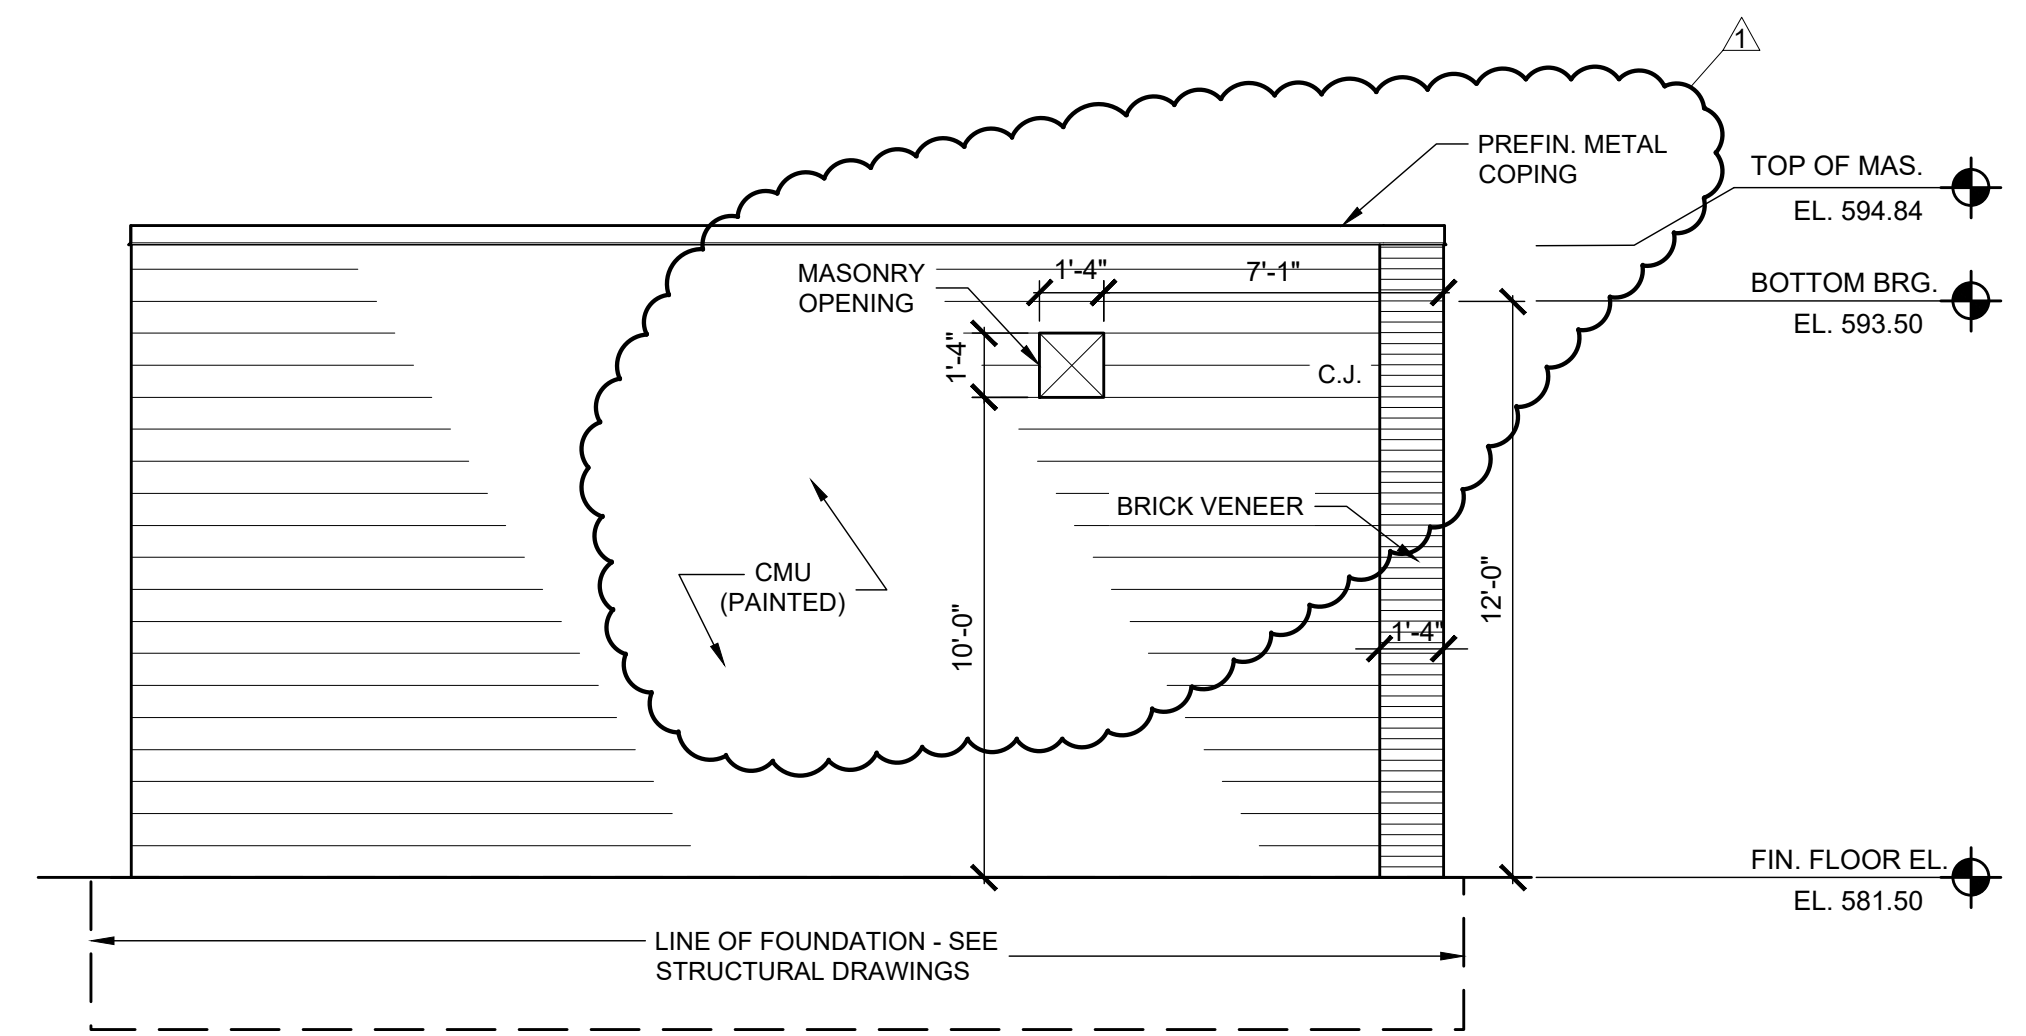 1
PREFIN. METAL
COPING
TOP OF MAS.
EL. 594.84
MASONRY
OPENING
1'-4"
7'-1"
BOTTOM BRG.
EL. 593.50
1'-4"
C.J.
BRICK VENEER
CMU
(PAINTED)
10'-0"
12'-0"
1'-4"
FIN. FLOOR EL.
EL. 581.50
LINE OF FOUNDATION - SEE
STRUCTURAL DRAWINGS